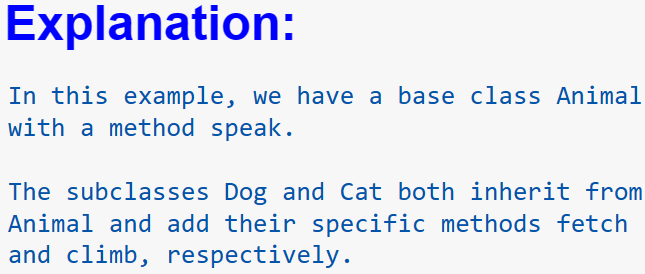 Explanation:
In this example, we have a base class Animal
with a method speak.
The subclasses Dog and Cat both inherit from
Animal and add their specific methods fetch
and climb, respectively.